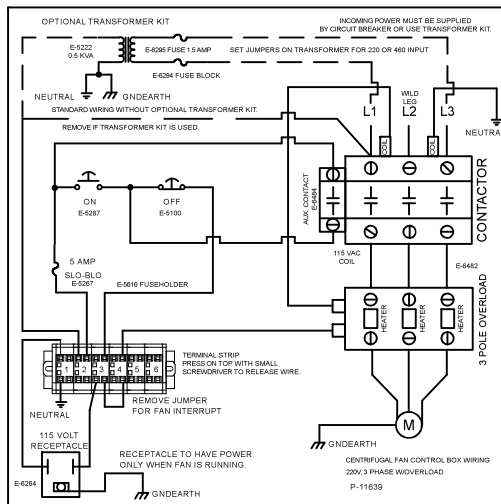 OPTIONAL TRANSFORMER KIT
INCOMING POWER MUST BE SUPPLIED
BY CIRCUIT BREAKER OR USE TRANSFORMER KIT.
E-5222
0.5 KVA
E-6295 FUSE 1.5 AMP
SET JUMPERS ON TRANSFORMER FOR 220 OR 460 INPUT
E-6294 FUSE BLOCK
NEUTRAL
GNDEARTH
WILD
LEG
L1
L2
L3
STANDARD WIRING WITHOUT OPTIONAL TRANSFORMER KIT.
REMOVE IF TRANSFORMER KIT IS USED.
NEUTRAL
COIL
COIL
AUX. CONTACT
E-6484
CONTACTOR
ON
E-5287
OFF
E-5100
115 VAC
COIL
E-6482
5 AMP
SLO-BLO
E-5267
E-5616 FUSEHOLDER
HEATER
HEATER
HEATER
3 POLE OVERLOAD
TERMINAL STRIP
PRESS ON TOP WITH SMALL
SCREWDRIVER TO RELEASE WIRE.
1 2 3 4 5 6
REMOVE JUMPER
FOR FAN INTERRUPT
NEUTRAL
115 VOLT
RECEPTACLE
M
GNDEARTH
RECEPTACLE TO HAVE POWER
ONLY WHEN FAN IS RUNNING.
E-6264
GNDEARTH
CENTRIFUGAL FAN CONTROL BOX WIRING
220V, 3 PHASE W/OVERLOAD
P-11639